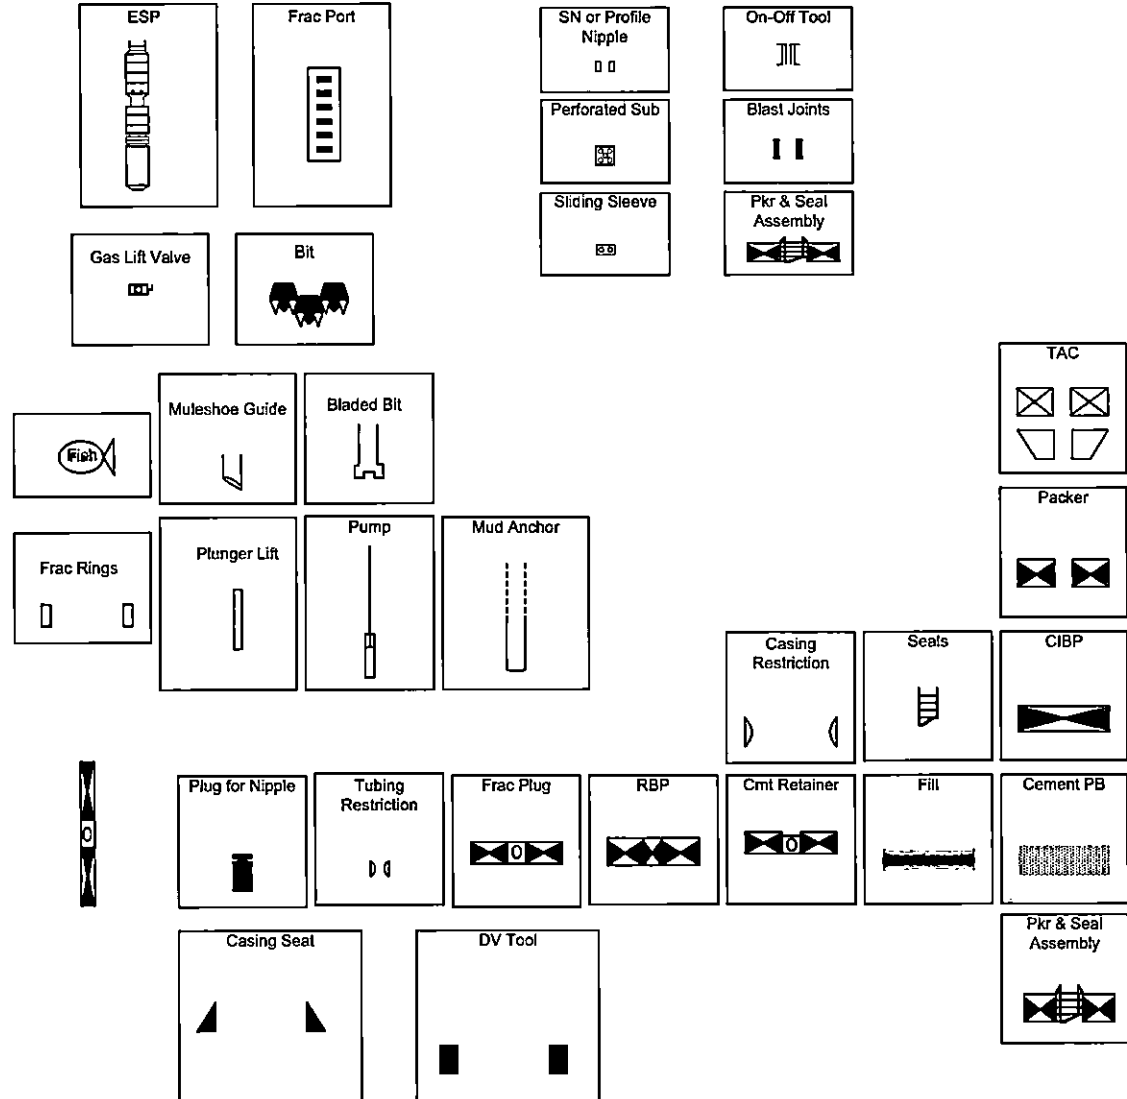 ESP
Frac Port
SN or Profile
Nipple
On-Off Tool
Perforated Sub
Blast Joints
Sliding Sleeve
Pkr & Seal
Assembly
Gas Lift Valve
Bit
TAC
Muleshoe Guide
Bladed Bit
Fish
Packer
Frac Rings
Plunger Lift
Pump
Mud Anchor
Casing
Restriction
Seals
CIBP
Plug for Nipple
Tubing
Restriction
Frac Plug
RBP
Cmt Retainer
Fill
Cement PB
Casing Seat
DV Tool
Pkr & Seal
Assembly